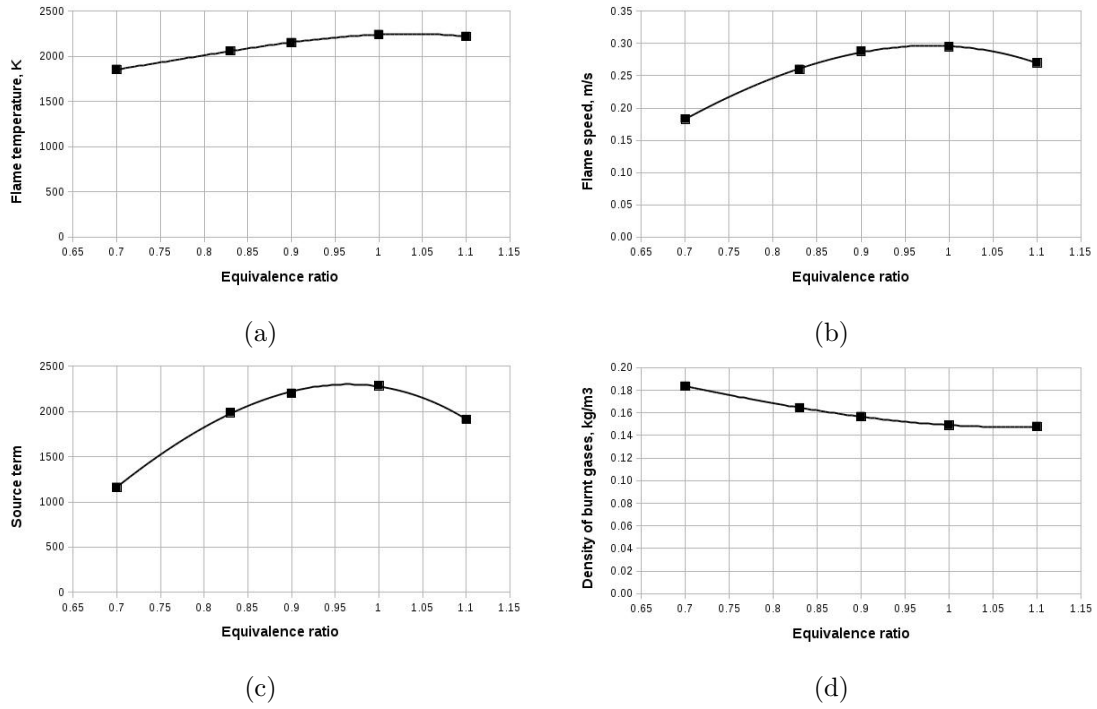 2500
2000
1500
1000
500
0
0.65 0.7 0.75 0.8 0.85 0.9 0.95 1 1.05 1.1 1.15
Flame temperature, K
Equivalence ratio
(a)
0.35
0.30
0.25
0.20
0.15
0.10
0.05
0.00
0.65 0.7 0.75 0.8 0.85 0.9 0.95 1 1.05 1.1 1.15
Flame speed, m/s
Equivalence ratio
(b)
2500
2000
1500
1000
500
0
0.65 0.7 0.75 0.8 0.85 0.9 0.95 1 1.05 1.1 1.15
Source term
Equivalence ratio
(c)
0.20
0.18
0.16
0.14
0.12
0.10
0.08
0.06
0.04
0.02
0.00
0.65 0.7 0.75 0.8 0.85 0.9 0.95 1 1.05 1.1 1.15
Density of burnt gases, kg/m3
Equivalence ratio
(d)